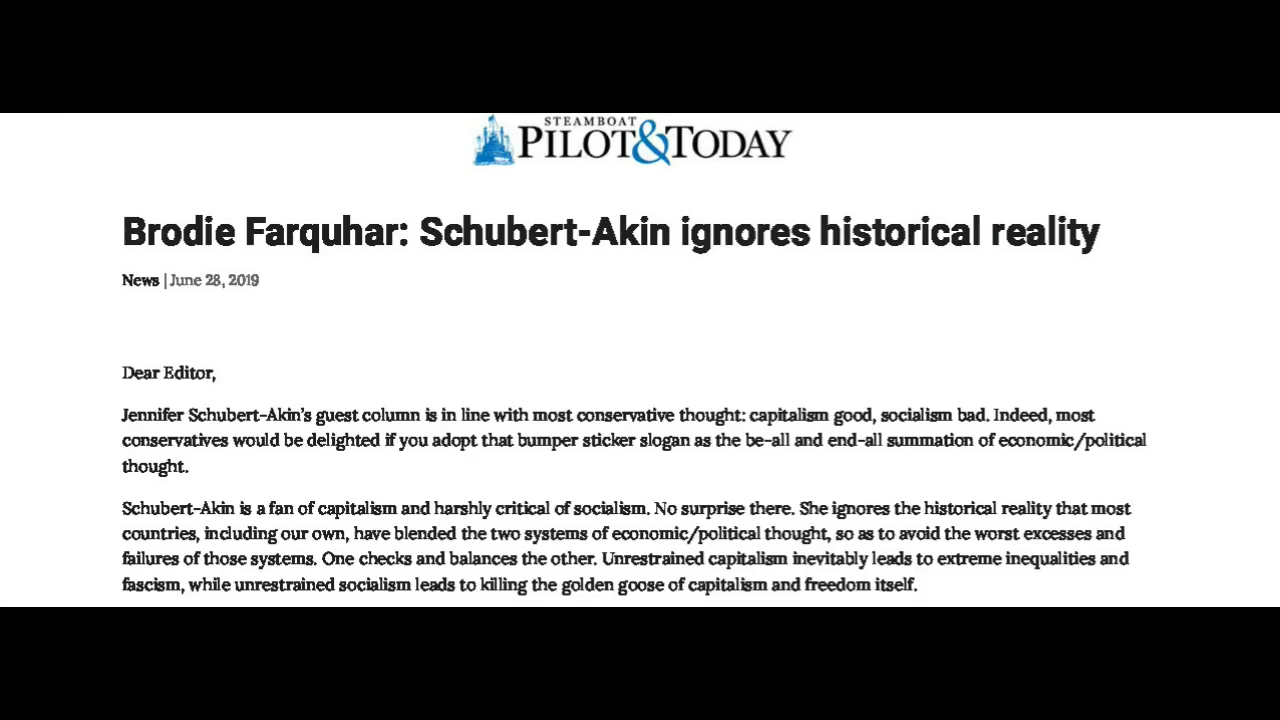 STEAMBOAT
PILOT&TODAY
Brodie Farquhar: Schubert-Akin ignores historical reality
News | June 28, 2019
Dear Editor,
Jennifer Schubert-Akin's guest column is in line with most conservative thought: capitalism good, socialism bad. Indeed, most
conservatives would be delighted if you adopt that bumper sticker slogan as the be-all and end-all summation of economic/political
thought.
Schubert-Akin is a fan of capitalism and harshly critical of socialism. No surprise there. She ignores the historical reality that most
countries, including our own, have blended the two systems of economic/political thought, so as to avoid the worst excesses and
failures of those systems. One checks and balances the other. Unrestrained capitalism inevitably leads to extreme inequalities and
fascism, while unrestrained socialism leads to killing the golden goose of capitalism and freedom itself.